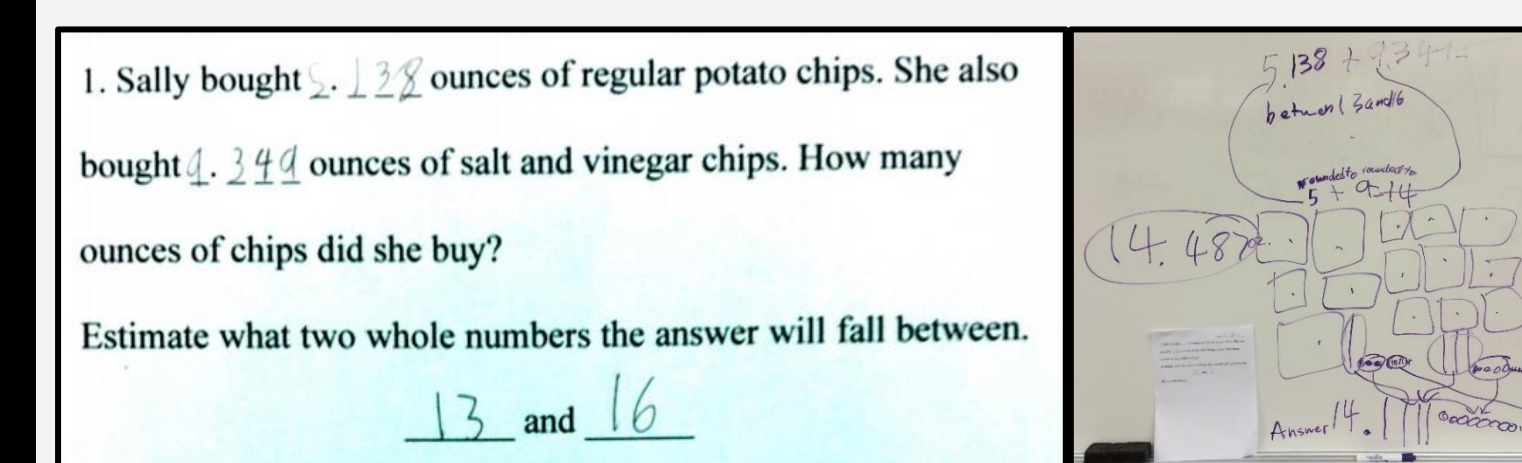 1. Sally bought 5.138 ounces of regular potato chips. She also
bought 9.349 ounces of salt and vinegar chips. How many
ounces of chips did she buy?
Estimate what two whole numbers the answer will fall between.
13 and 16
5.138 + 9.34
between 13 and 16
rounded to rounded to
5 + 9 = 14
14.487 oz.
Answer 14.